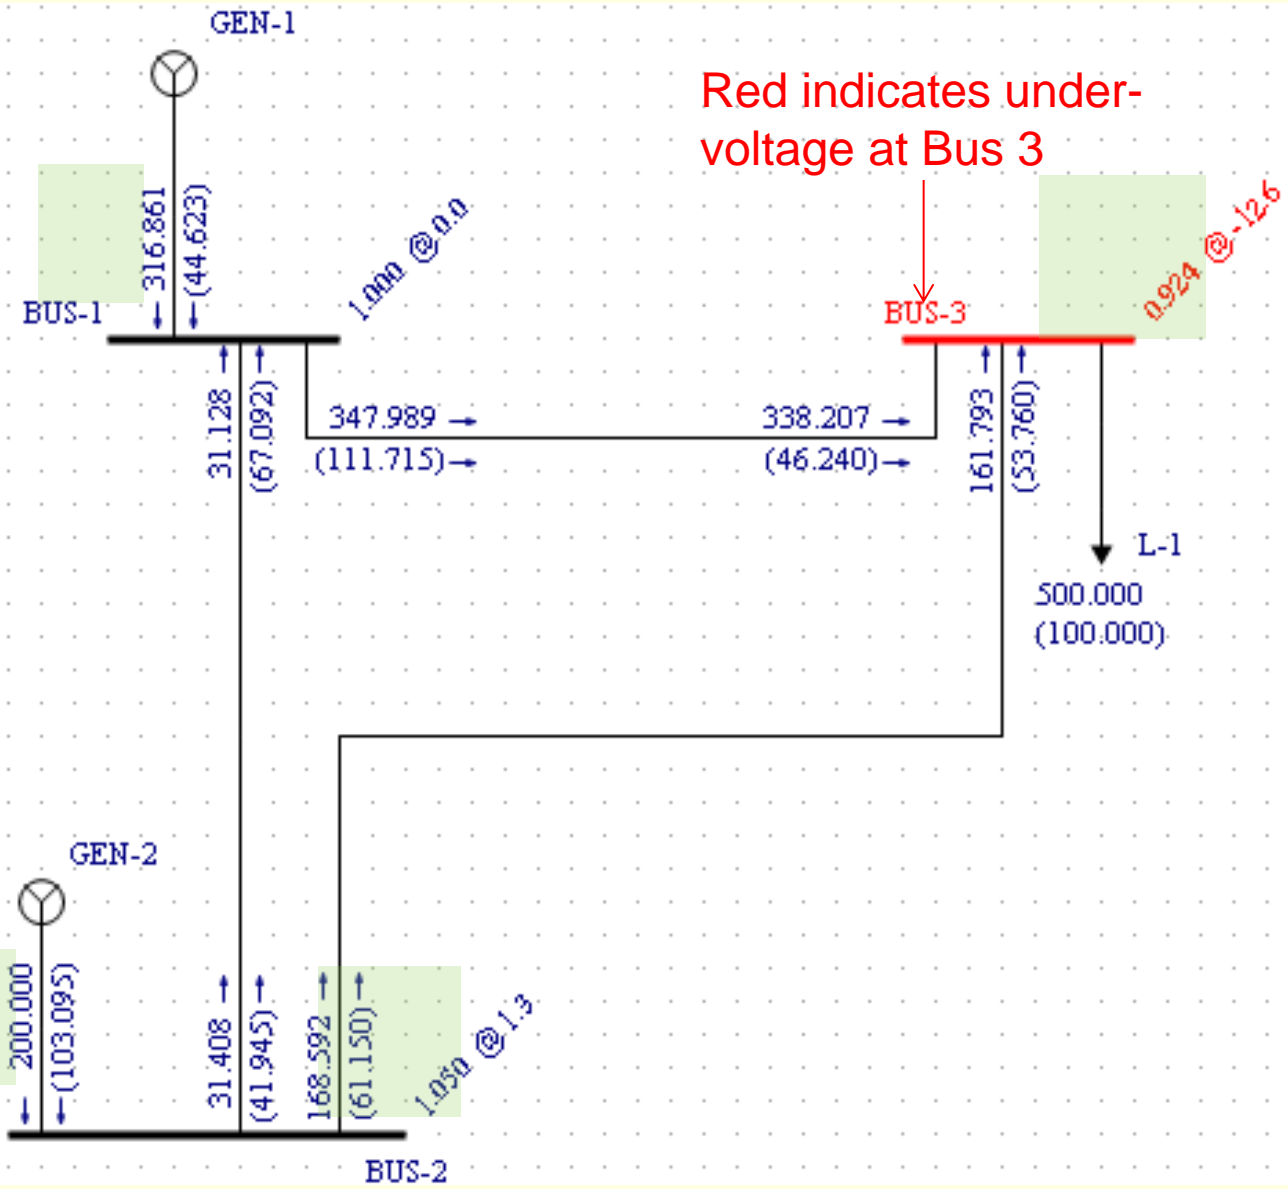 GEN-1
Red indicates under-
voltage at Bus 3
316.861
(44.623)
1.000 @ 0.0
0.924 @ -12.6
BUS-1
BUS-3
31.128
(67.092)
347.989
(111.715)
338.207
(46.240)
161.793
(53.760)
L-1
500.000
(100.000)
GEN-2
200.000
(103.095)
31.408
(41.945)
168.592
(61.150)
1.050 @ 1.3
BUS-2